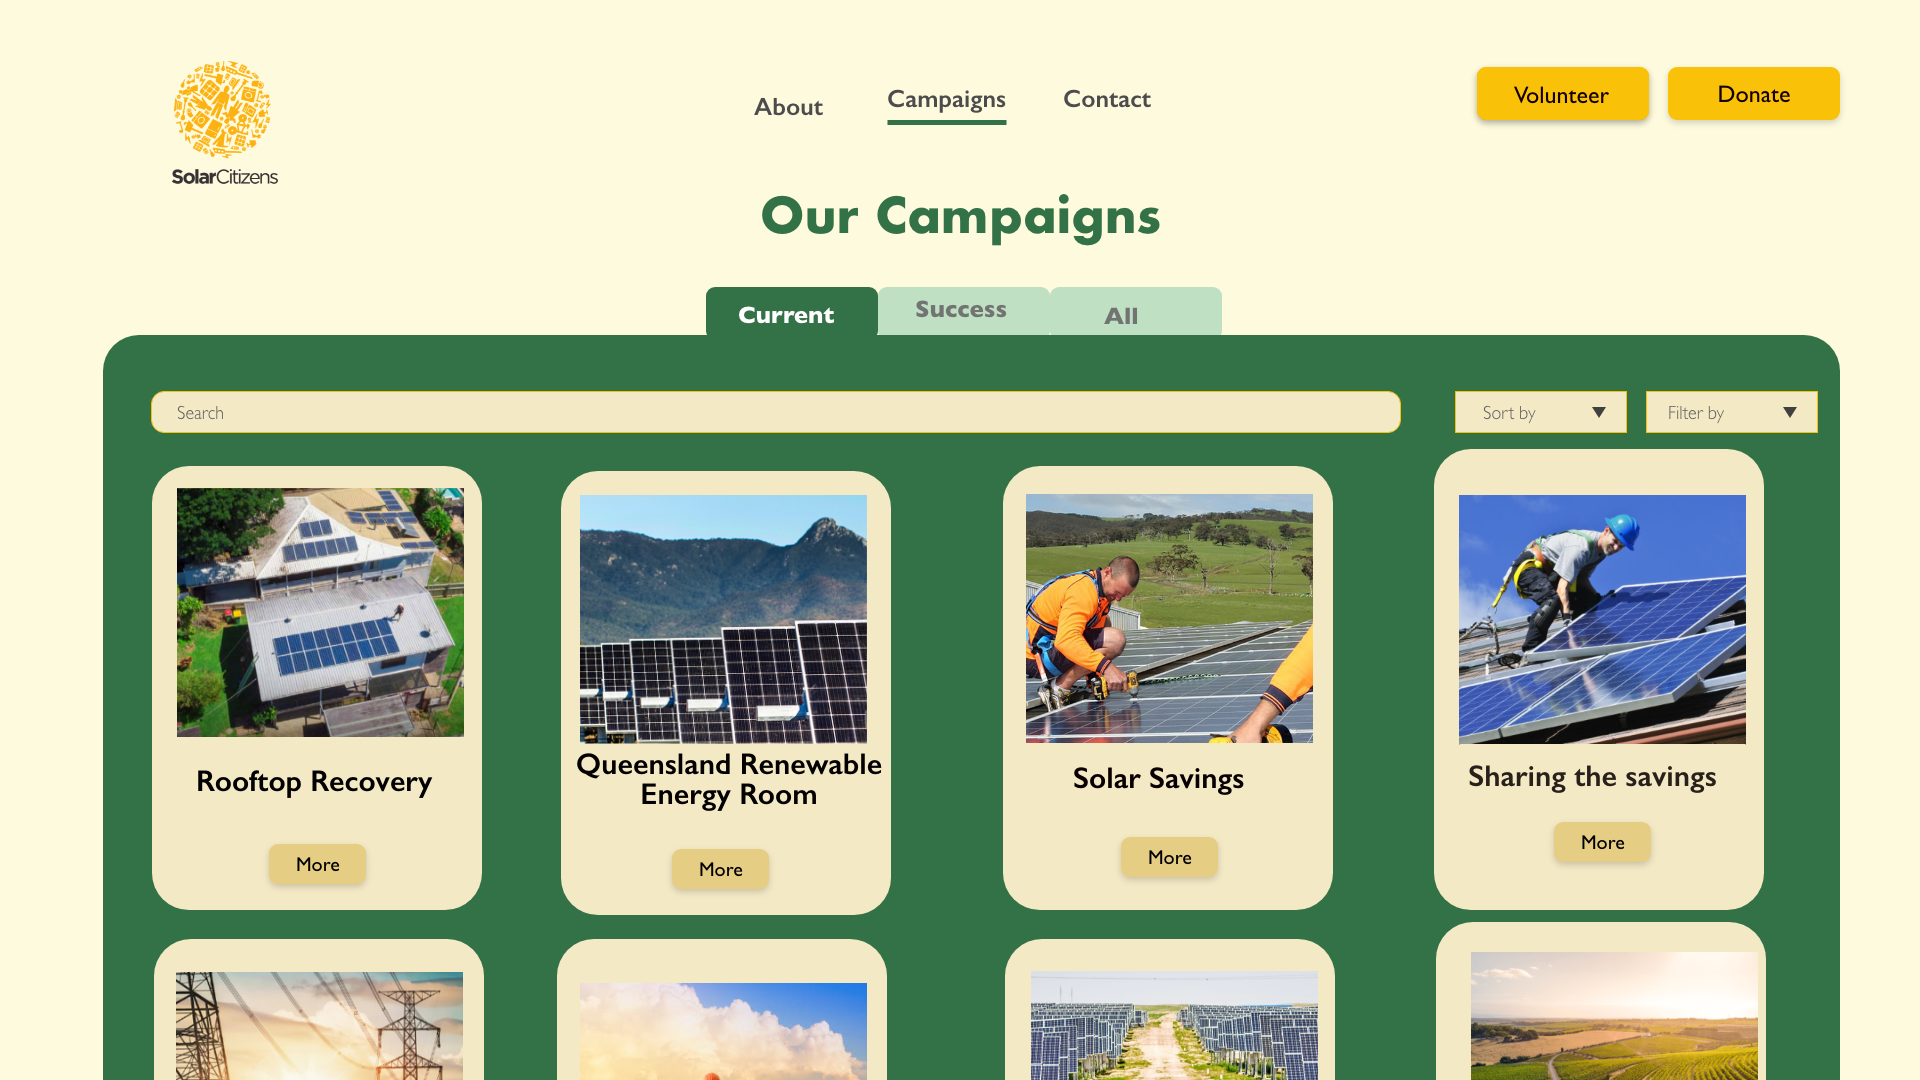 About
Campaigns
Contact
Volunteer
Donate
SolarCitizens
Our Campaigns
Current
Success
All
Search
Sort by
Filter by
Rooftop Recovery
Queensland Renewable
Energy Room
Solar Savings
Sharing the savings
More
More
More
More